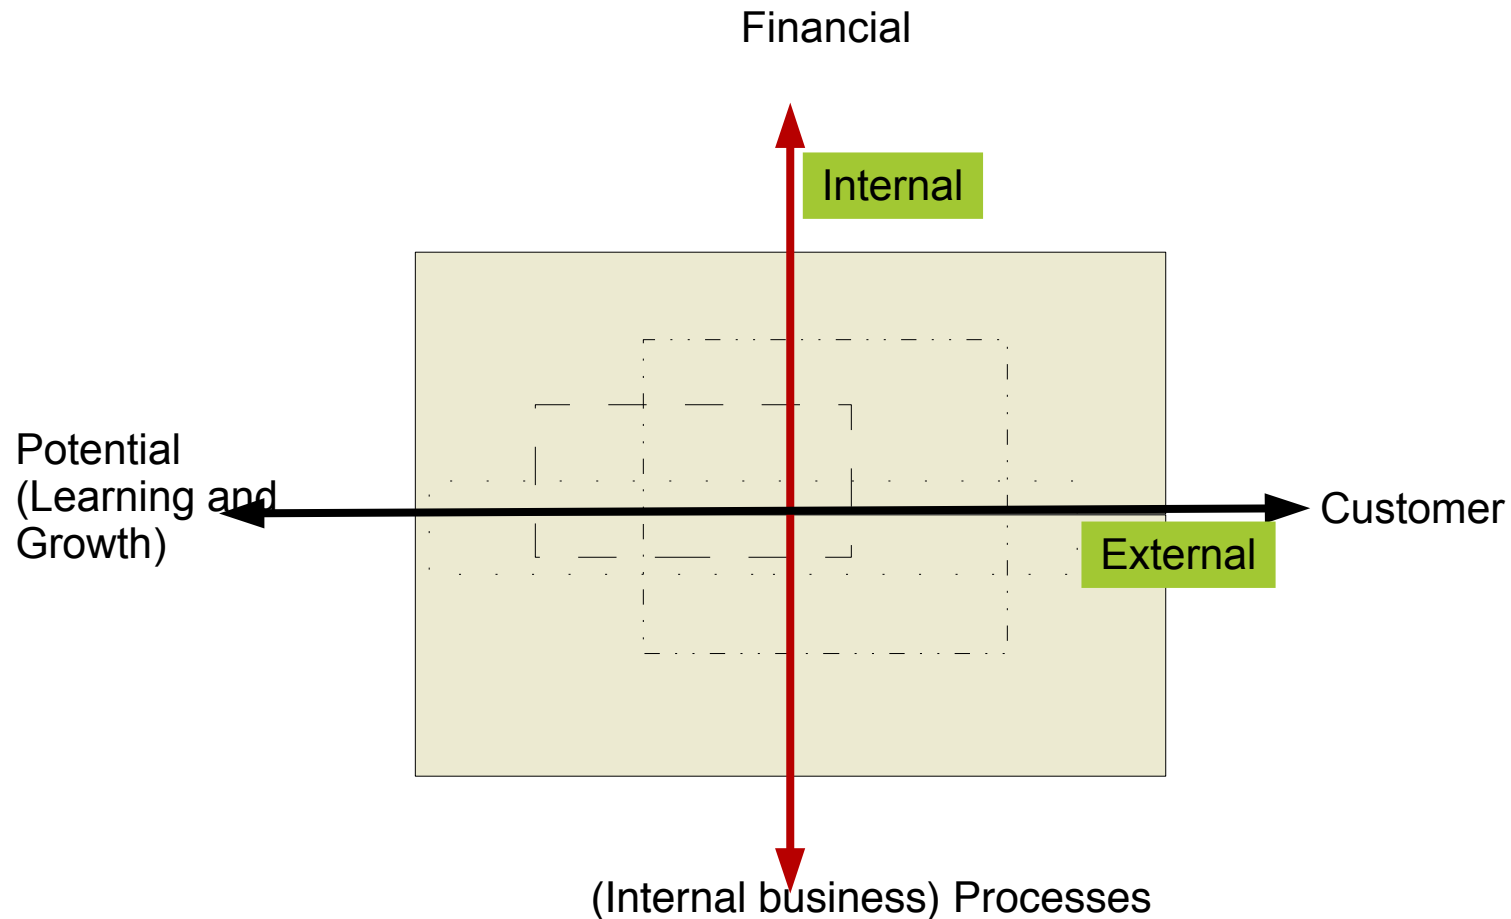 Financial
Internal
Potential
(Learning and
Growth)
Customer
External
(Internal business) Processes